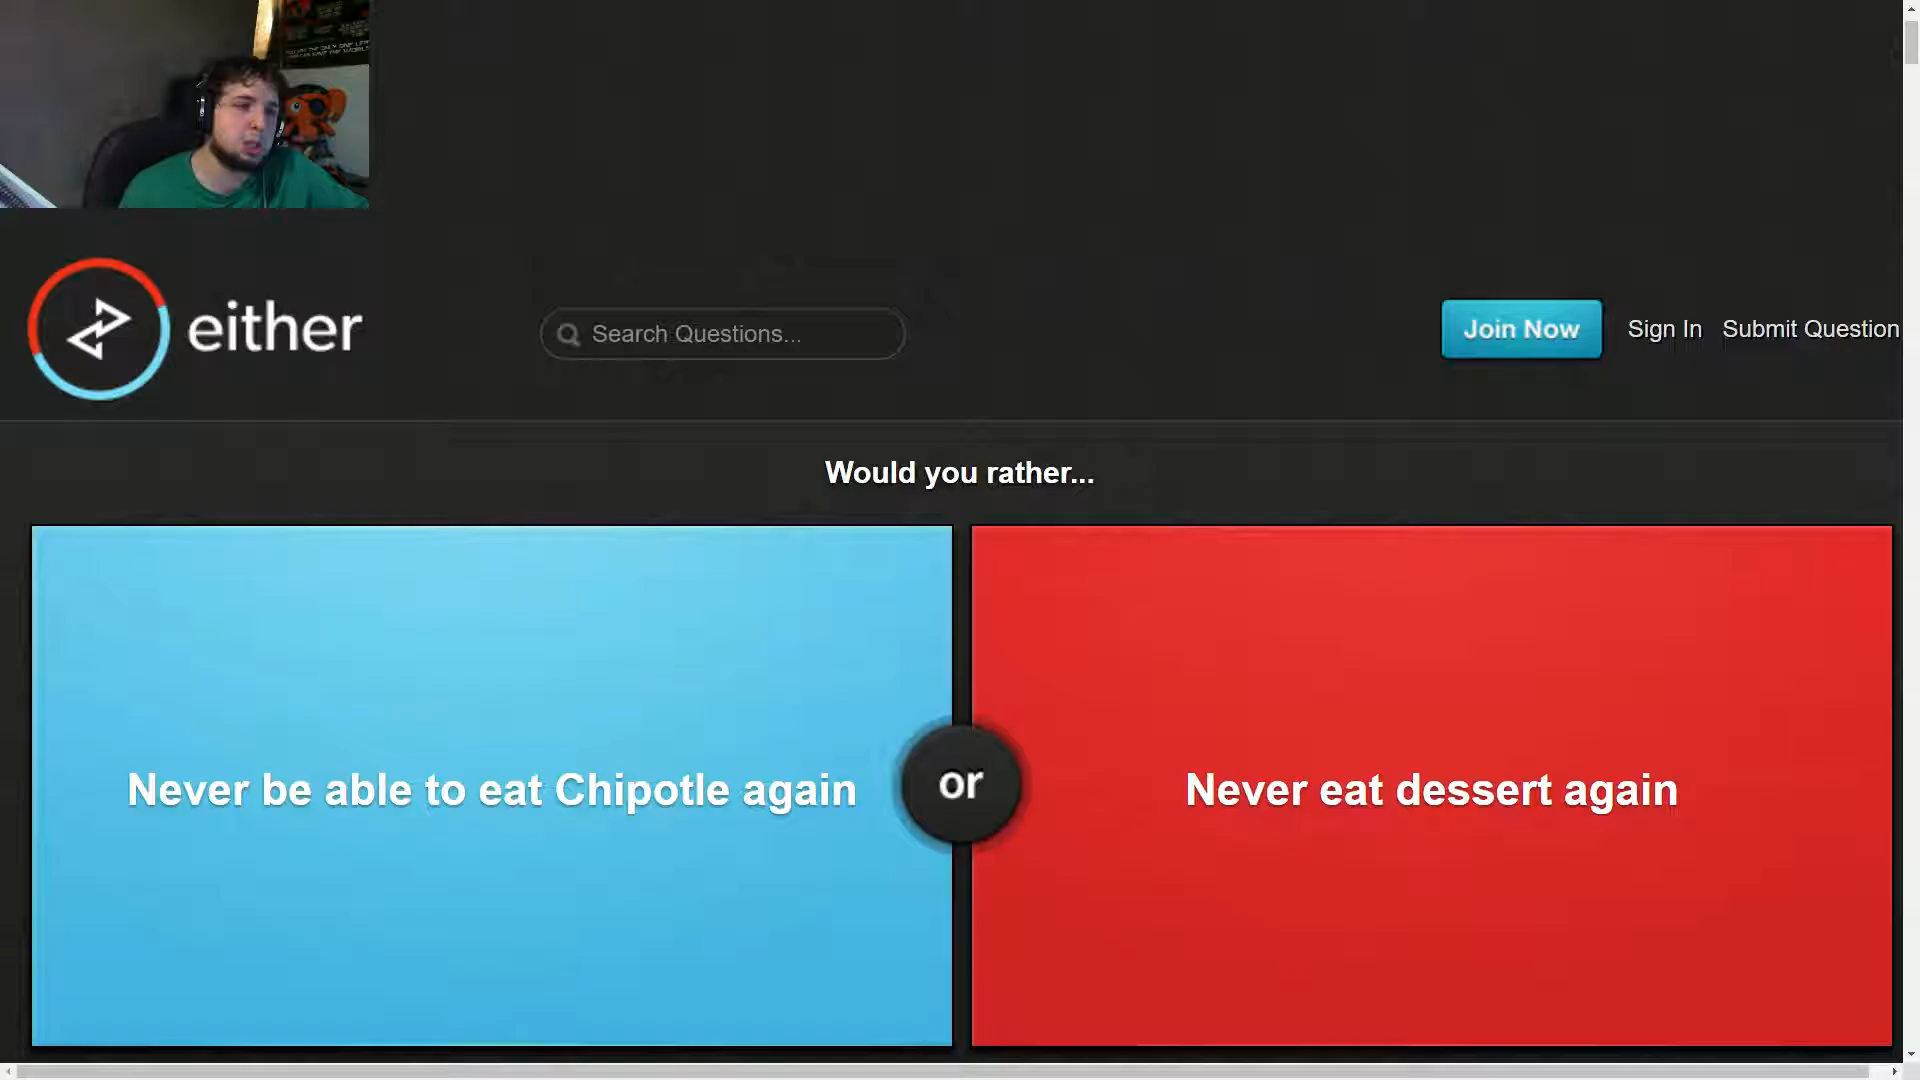 either
Search Questions...
Join Now
Sign In
Submit Question
Would you rather...
Never be able to eat Chipotle again
or
Never eat dessert again